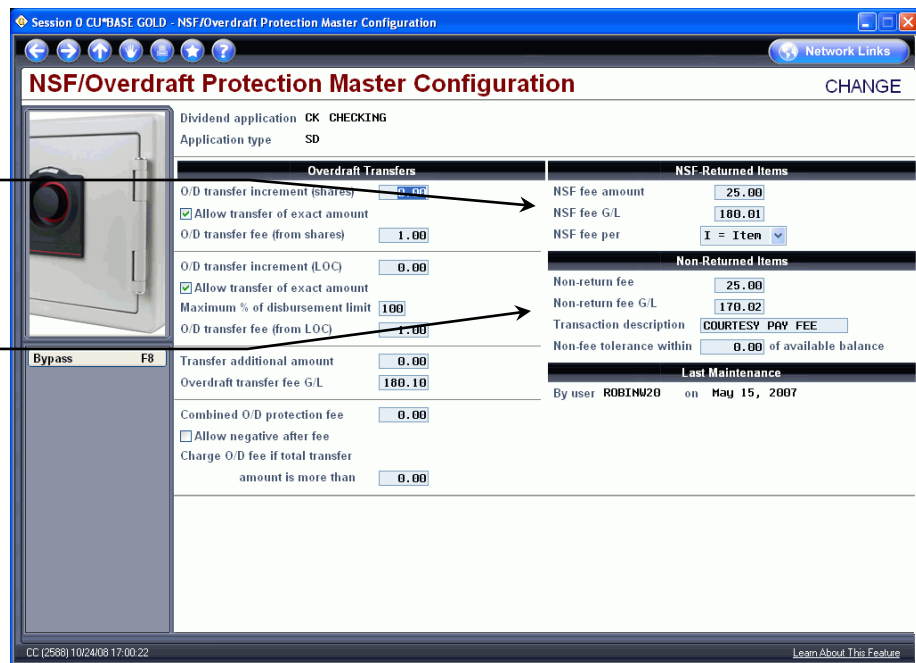 Session 0 CU*BASE GOLD - NSF/Overdraft Protection Master Configuration
Network Links
NSF/Overdraft Protection Master Configuration
CHANGE
Dividend application CK CHECKING
Application type SD
Overdraft Transfers
O/D transfer increment (shares) 0.00
Allow transfer of exact amount
O/D transfer fee (from shares) 1.00
O/D transfer increment (LOC) 0.00
Allow transfer of exact amount
Maximum % of disbursement limit 100
O/D transfer fee (from LOC) 1.00
Transfer additional amount 0.00
Overdraft transfer fee G/L 180.10
Combined O/D protection fee 0.00
Allow negative after fee
Charge O/D fee if total transfer
amount is more than 0.00
NSF-Returned Items
NSF fee amount 25.00
NSF fee G/L 180.01
NSF fee per I = Item
Non-Returned Items
Non-return fee 25.00
Non-return fee G/L 170.02
Transaction description COURTESY PAY FEE
Non-fee tolerance within 0.00 of available balance
Last Maintenance
By user ROBINW20 on May 15, 2007
Bypass F8
CC (2588) 10/24/08 17:00:22
Learn About This Feature